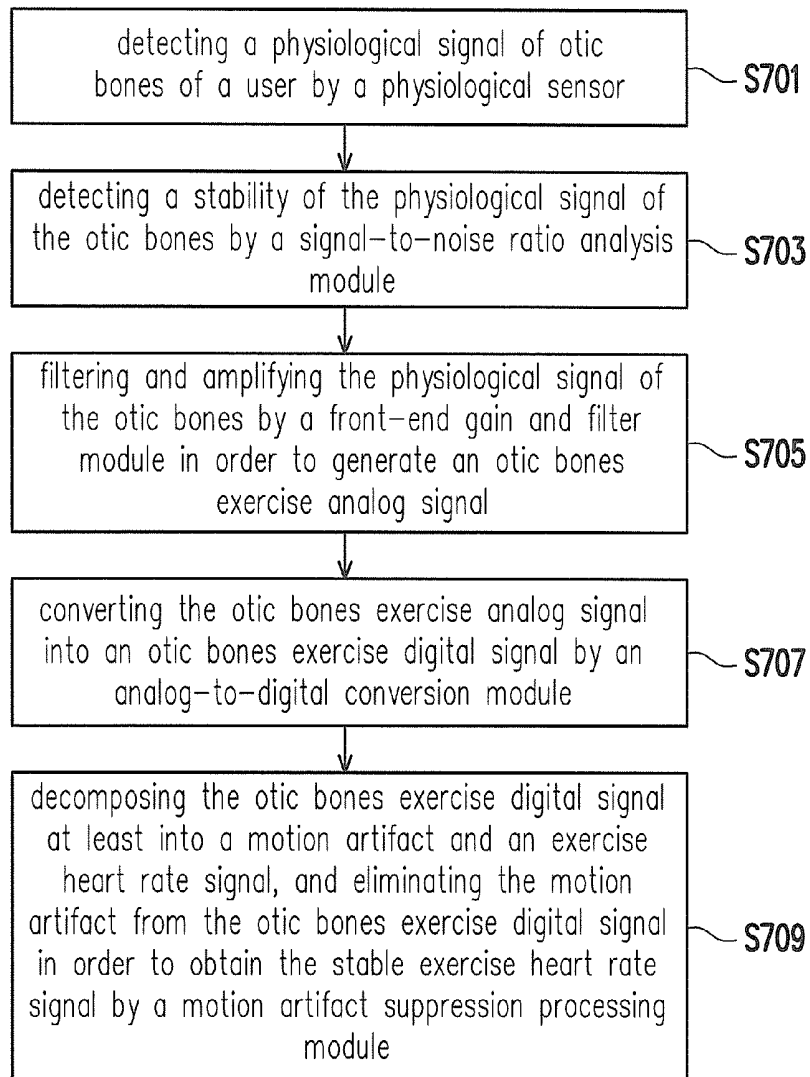 detecting a physiological signal of otic
bones of a user by a physiological sensor
S701
detecting a stability of the physiological signal of
the otic bones by a signal-to-noise ratio analysis
module
S703
filtering and amplifying the physiological signal of
the otic bones by a front-end gain and filter
module in order to generate an otic bones
exercise analog signal
S705
converting the otic bones exercise analog signal
into an otic bones exercise digital signal by an
analog-to-digital conversion module
S707
decomposing the otic bones exercise digital signal
at least into a motion artifact and an exercise
heart rate signal, and eliminating the motion
artifact from the otic bones exercise digital signal
in order to obtain the stable exercise heart rate
signal by a motion artifact suppression processing
module
S709